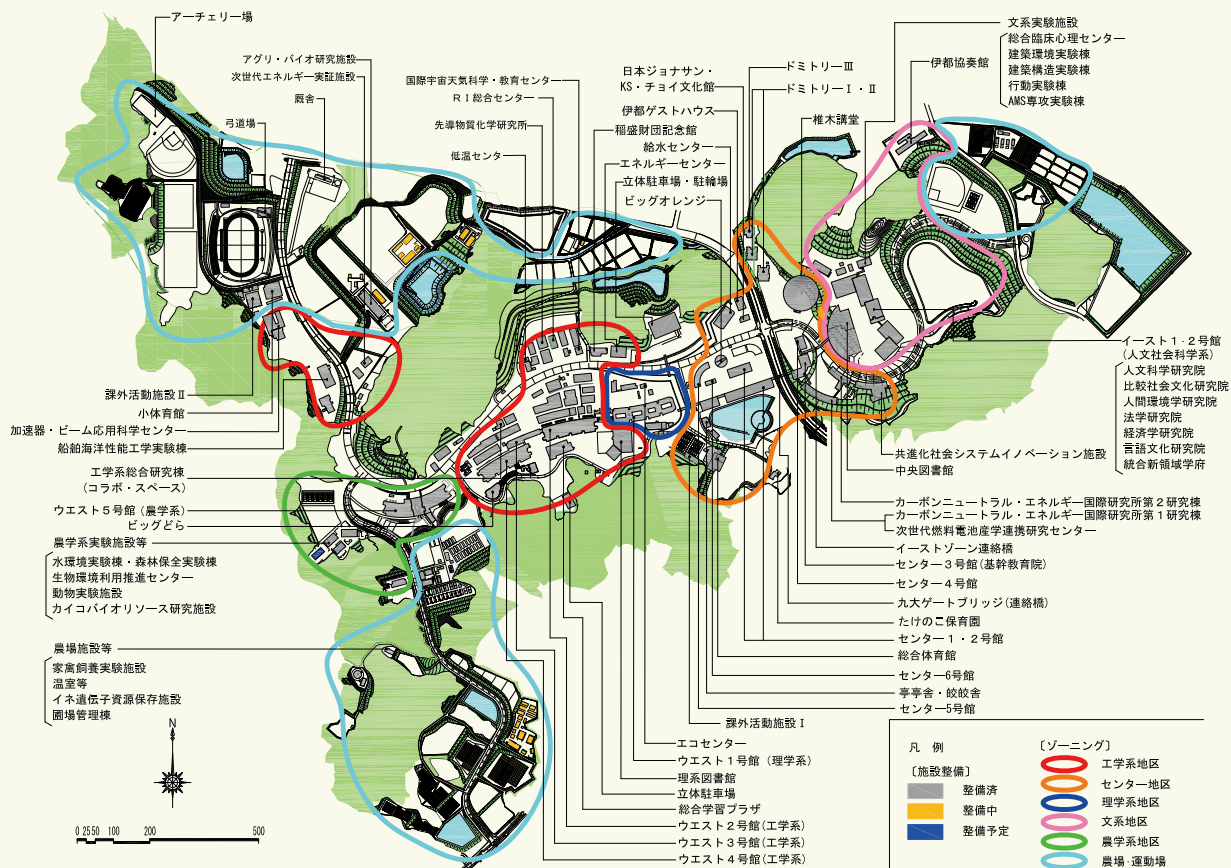 アーチェリー場
アグリ・バイオ研究施設
次世代エネルギー実証施設
厩舎
弓道場
国際宇宙天気科学・教育センター
ＲＩ総合センター
先導物質化学研究所
低温センター
日本ジョナサン・
KS・チョイ文化館
伊都ゲストハウス
稲盛財団記念館
給水センター
エネルギーセンター
立体駐車場・駐輪場
ビッグオレンジ
ドミトリーⅢ
ドミトリーⅠ・Ⅱ
椎木講堂
伊都協奏館
文系実験施設
総合臨床心理センター
建築環境実験棟
建築構造実験棟
行動実験棟
AMS専攻実験棟
イースト１・２号館
(人文社会科学系)
人文科学研究院
比較社会文化研究院
人間環境学研究院
法学研究院
経済学研究院
言語文化研究院
統合新領域学府
共進化社会システムイノベーション施設
中央図書館
カーボンニュートラル・エネルギー国際研究所第２研究棟
カーボンニュートラル・エネルギー国際研究所第１研究棟
次世代燃料電池産学連携研究センター
イーストゾーン連絡橋
センター３号館(基幹教育院)
センター４号館
九大ゲートブリッジ(連絡橋)
たけのこ保育園
センター１・２号館
総合体育館
センター6号館
亭亭舎・皎皎舎
センター5号館
課外活動施設Ⅰ
エコセンター
ウエスト１号館（理学系）
理系図書館
立体駐車場
総合学習プラザ
ウエスト２号館(工学系)
ウエスト３号館(工学系)
ウエスト４号館(工学系)
課外活動施設Ⅱ
小体育館
加速器・ビーム応用科学センター
船舶海洋性能工学実験棟
工学系総合研究棟
(コラボ・スペース)
ウエスト５号館（農学系）
ビッグどら
農学系実験施設等
水環境実験棟・森林保全実験棟
生物環境利用推進センター
動物実験施設
カイコバイオリソース研究施設
農場施設等
家禽飼養実験施設
温室等
イネ遺伝子資源保存施設
圃場管理棟
N
0 25 50 100 200 500
凡　例
〔施設整備〕
整備済
整備中
整備予定
〔ゾーニング〕
工学系地区
センター地区
理学系地区
文系地区
農学系地区
農場・運動場